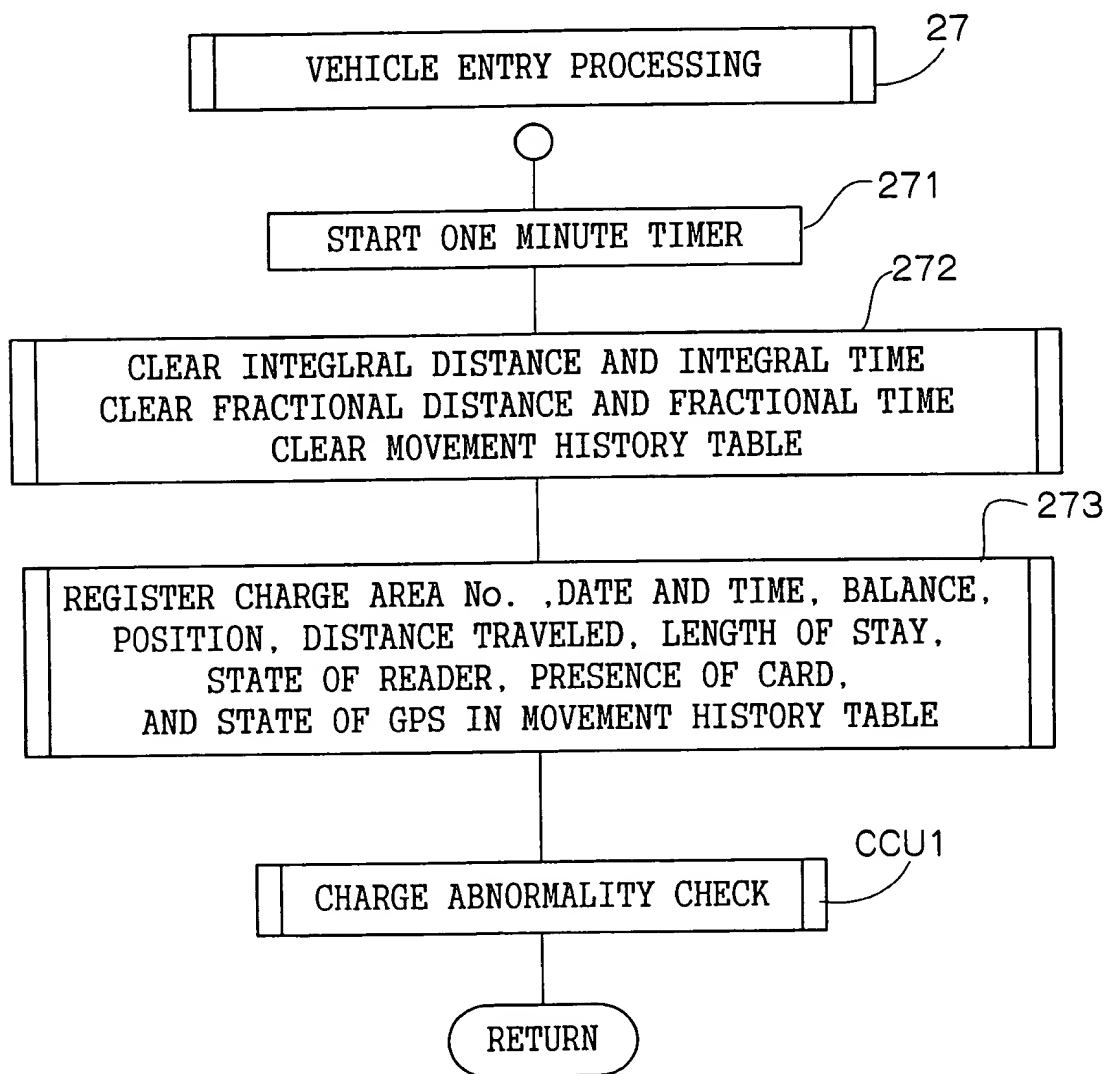 27
VEHICLE ENTRY PROCESSING
271
START ONE MINUTE TIMER
272
CLEAR INTEGLRAL DISTANCE AND INTEGRAL TIME
CLEAR FRACTIONAL DISTANCE AND FRACTIONAL TIME
CLEAR MOVEMENT HISTORY TABLE
273
REGISTER CHARGE AREA No. ,DATE AND TIME, BALANCE,
POSITION, DISTANCE TRAVELED, LENGTH OF STAY,
STATE OF READER, PRESENCE OF CARD,
AND STATE OF GPS IN MOVEMENT HISTORY TABLE
CCU1
CHARGE ABNORMALITY CHECK
RETURN